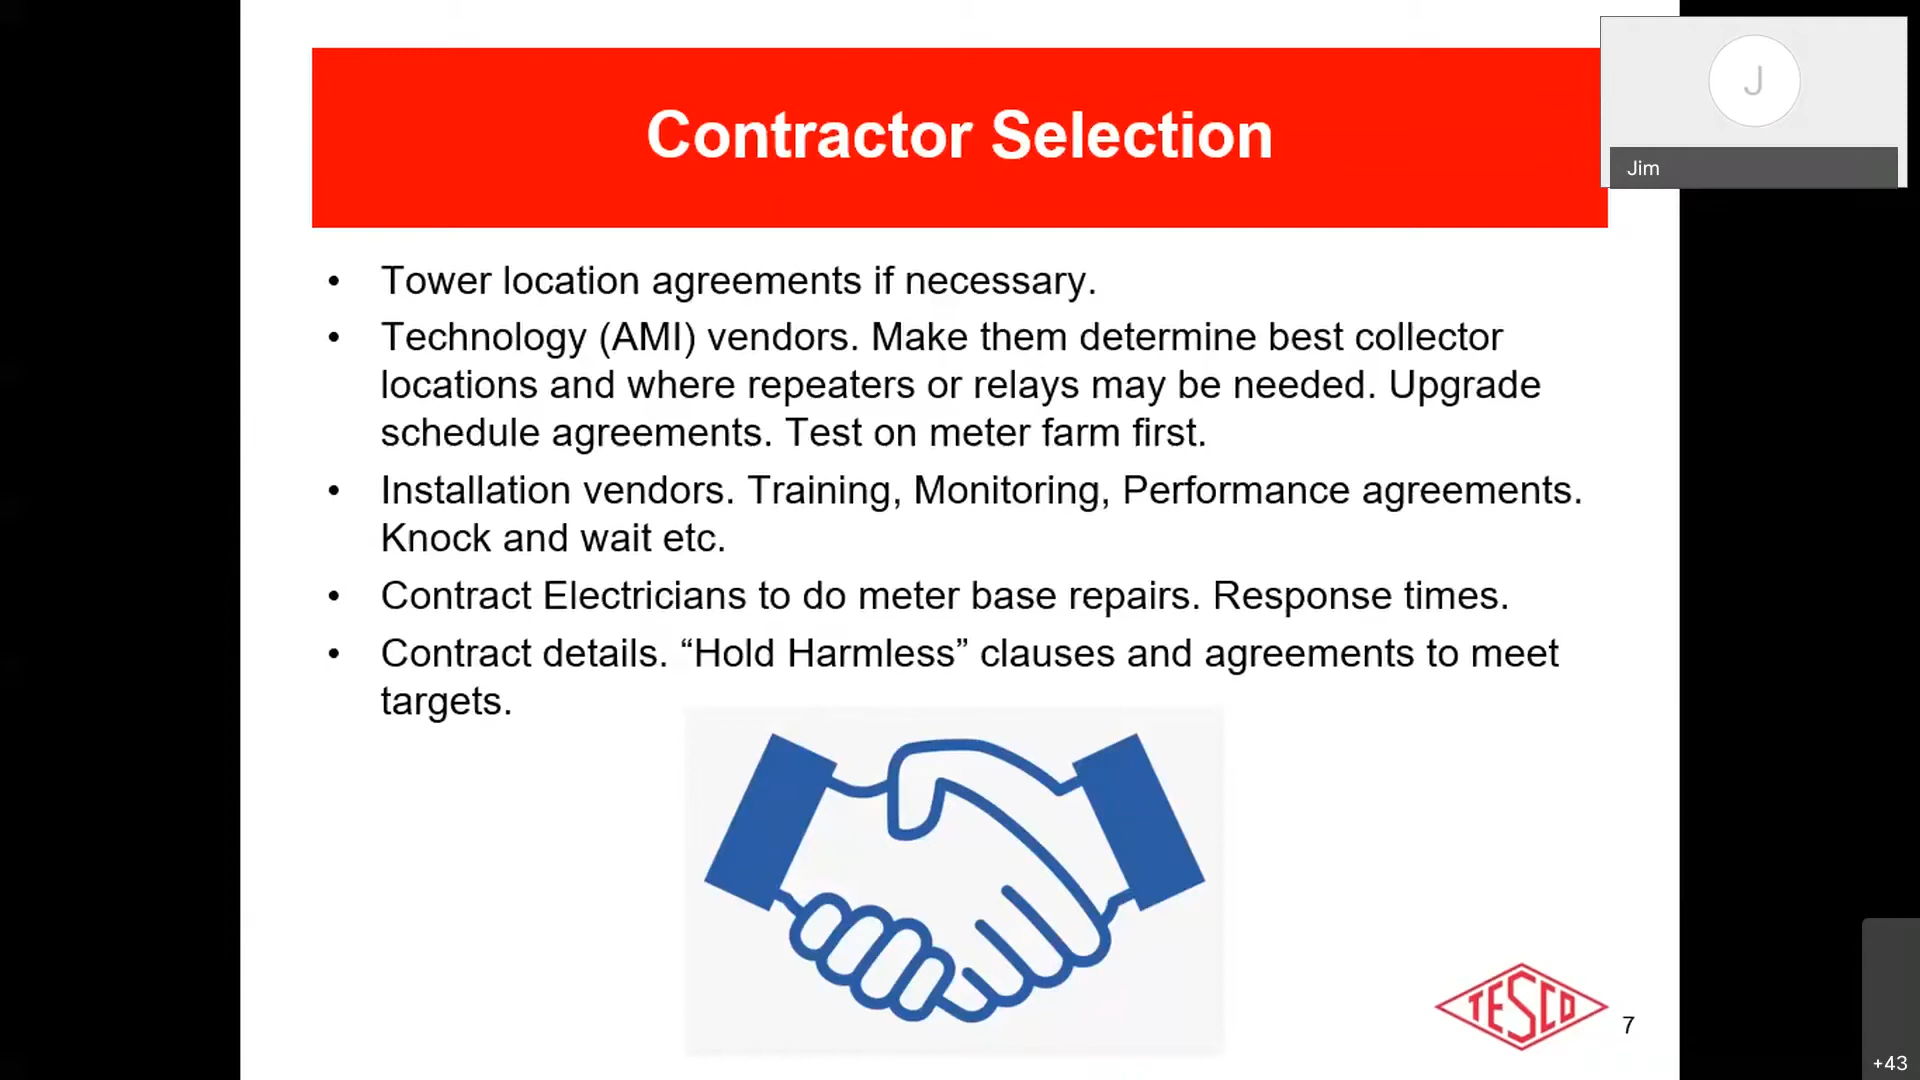 Contractor Selection
J
Jim
• Tower location agreements if necessary.
• Technology (AMI) vendors. Make them determine best collector
locations and where repeaters or relays may be needed. Upgrade
schedule agreements. Test on meter farm first.
• Installation vendors. Training, Monitoring, Performance agreements.
Knock and wait etc.
• Contract Electricians to do meter base repairs. Response times.
• Contract details. “Hold Harmless” clauses and agreements to meet
targets.
TESCO
7
+43